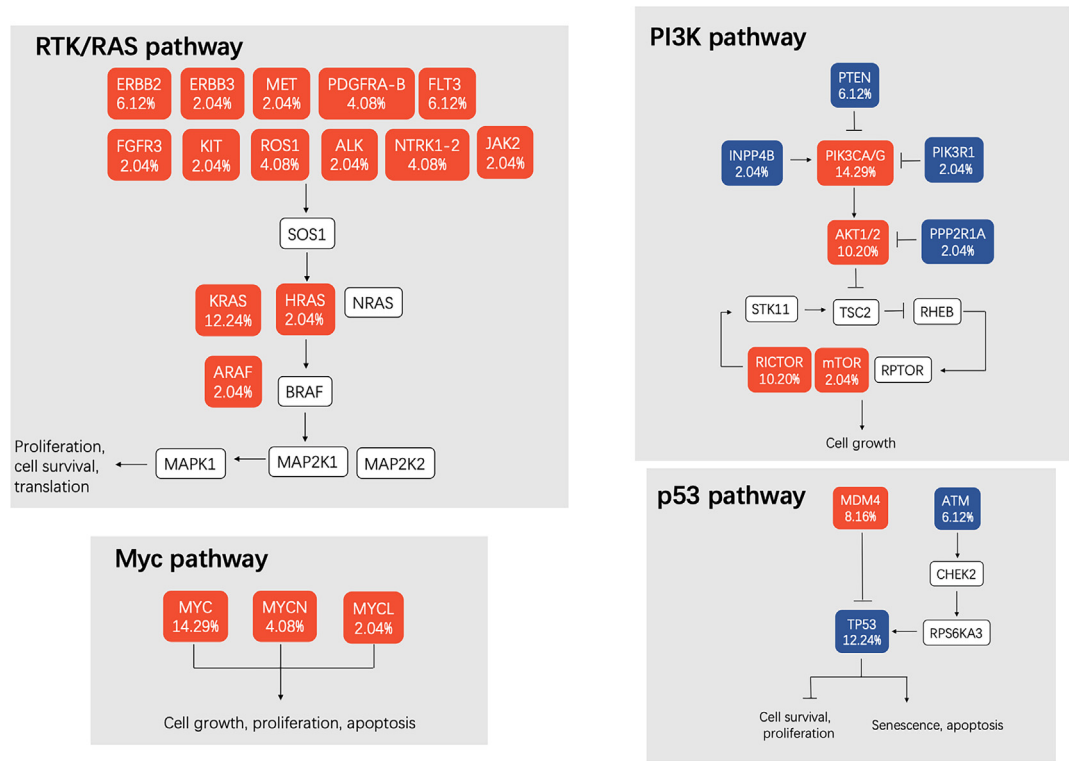 RTK/RAS pathway
ERBB2
6.12%
ERBB3
2.04%
MET
2.04%
PDGFRA-B
4.08%
FLT3
6.12%
FGFR3
2.04%
KIT
2.04%
ROS1
4.08%
ALK
2.04%
NTRK1-2
4.08%
JAK2
2.04%
SOS1
KRAS
12.24%
HRAS
2.04%
NRAS
ARAF
2.04%
BRAF
Proliferation,
cell survival,
translation
MAPK1
MAP2K1
MAP2K2
Myc pathway
MYC
14.29%
MYCN
4.08%
MYCL
2.04%
Cell growth, proliferation, apoptosis
PI3K pathway
PTEN
6.12%
INPP4B
2.04%
PIK3CA/G
14.29%
PIK3R1
2.04%
AKT1/2
10.20%
PPP2R1A
2.04%
STK11
TSC2
RHEB
RICTOR
10.20%
mTOR
2.04%
RPTOR
Cell growth
p53 pathway
MDM4
8.16%
ATM
6.12%
CHEK2
TP53
12.24%
RPS6KA3
Cell survival,
proliferation
Senescence, apoptosis